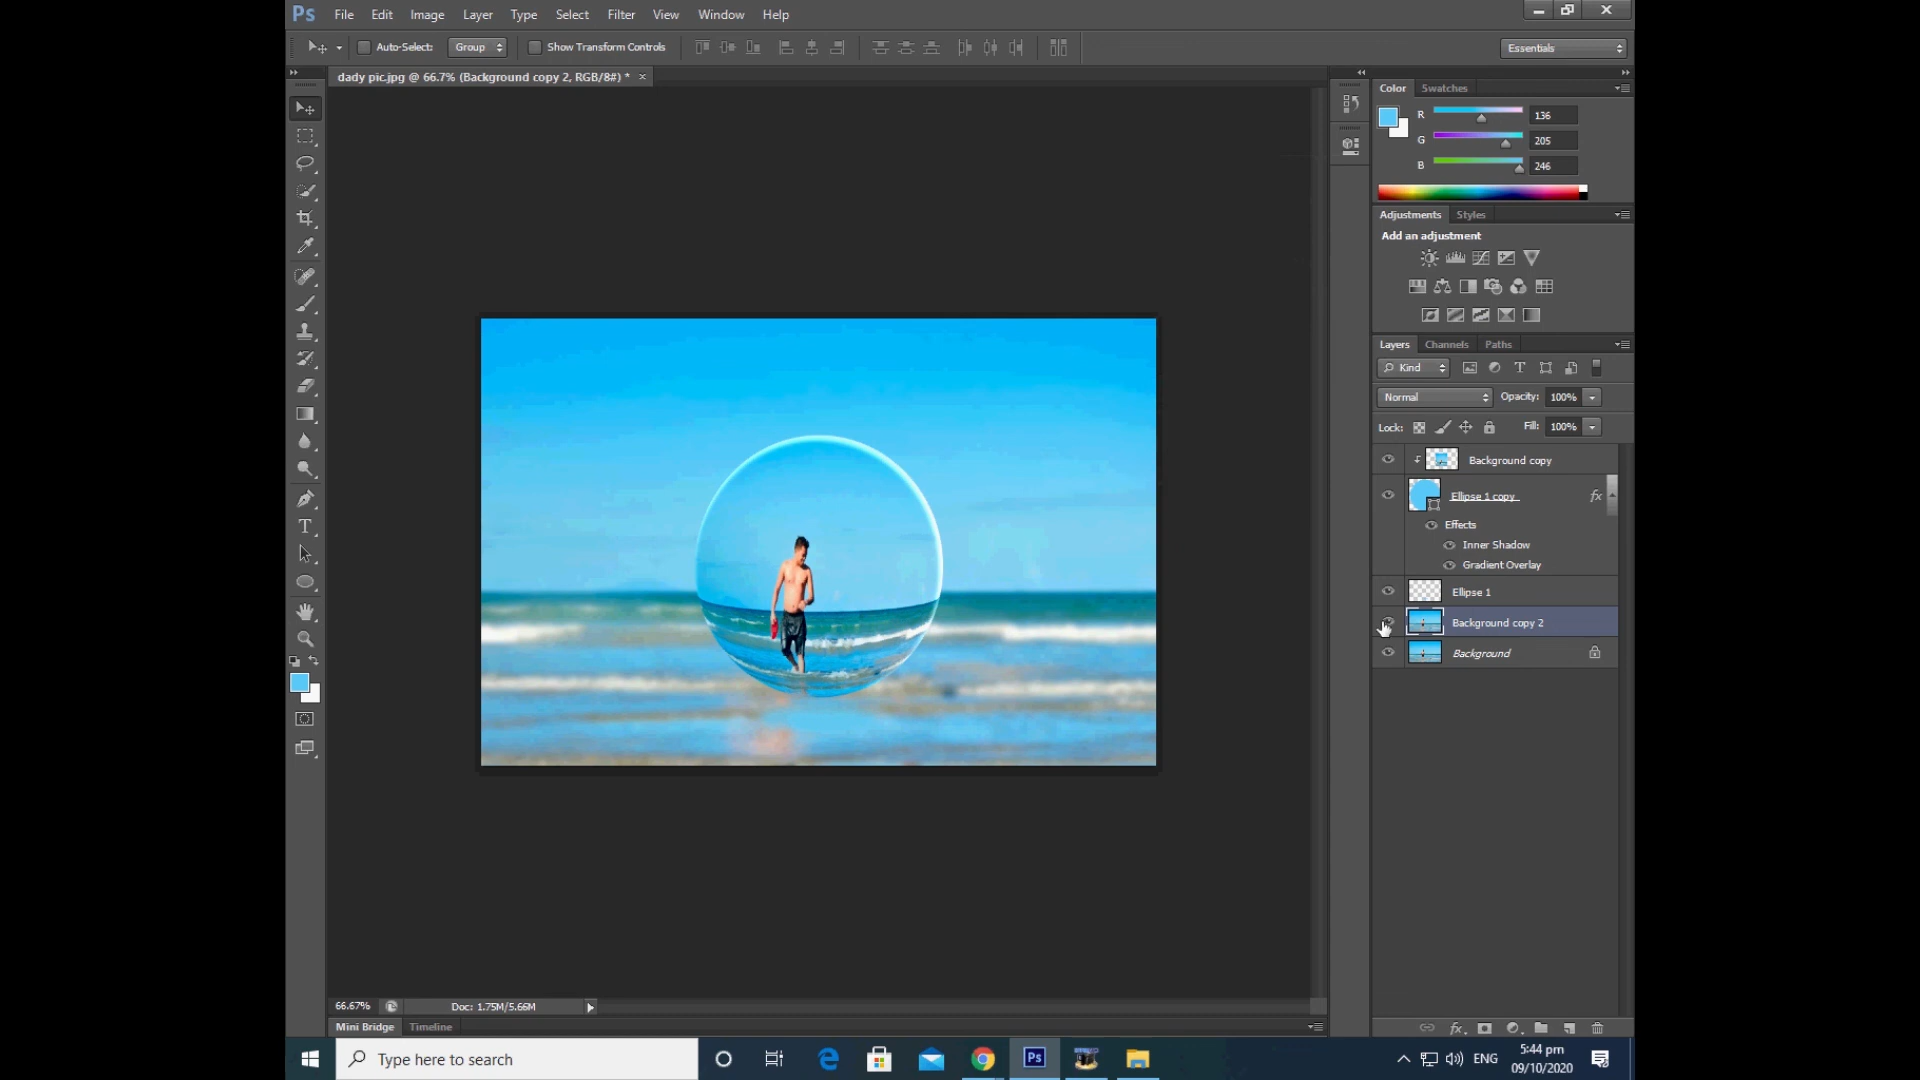 Ps File Edit Image Layer Type Select Filter View Window Help
Auto-Select: Group Show Transform Controls Essentials
dady pic.jpg @ 66.7% (Background copy 2, RGB/8#) * ×
Color Swatches
R 136
G 205
B 246
Adjustments Styles
Add an adjustment
Layers Channels Paths
Kind T
Normal Opacity: 100%
Lock: Fill: 100%
Background copy
Ellipse 1 copy fx
Effects
Inner Shadow
Gradient Overlay
Ellipse 1
Background copy 2
Background
66.67% Doc: 1.75M/5.66M
Mini Bridge Timeline
fx
Type here to search
Ps
ENG
5:44 pm
09/10/2020